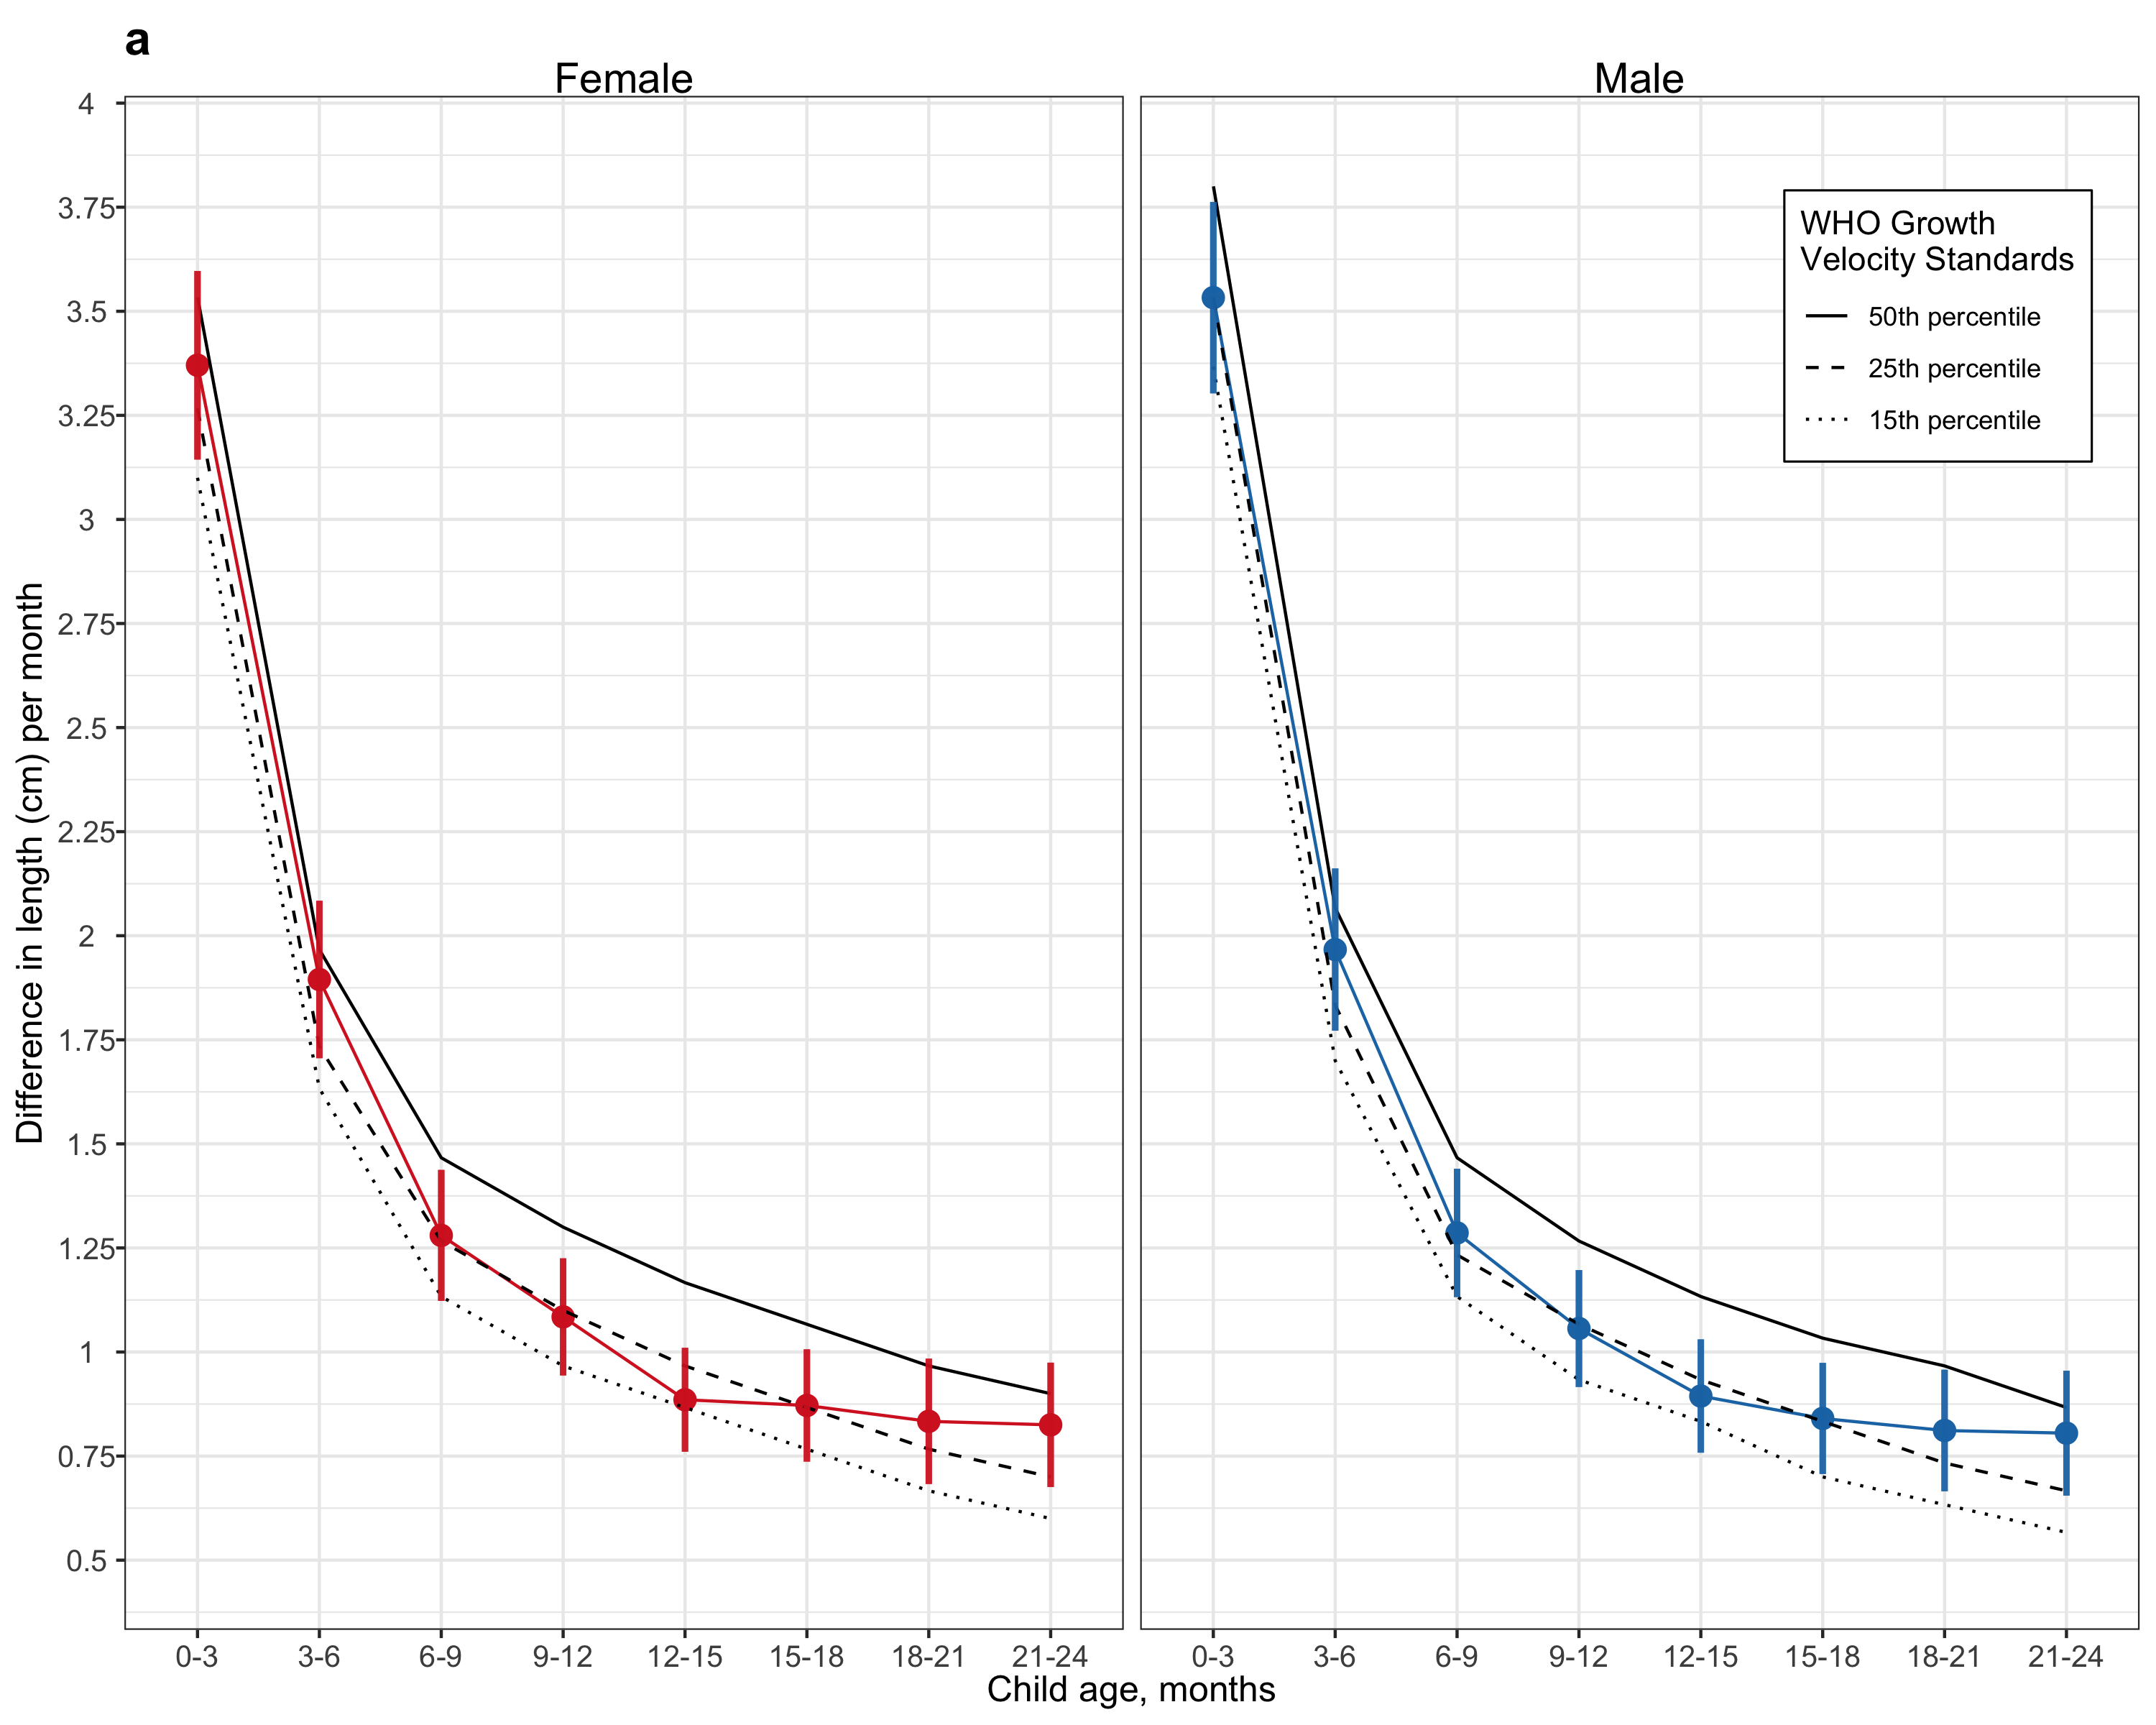 a
Female
Male
4
3.75
3.5
3.25
3
2.75
2.5
2.25
2
1.75
1.5
1.25
1
0.75
0.5
Difference in length (cm) per month
WHO Growth
Velocity Standards
50th percentile
25th percentile
15th percentile
0-3 3-6 6-9 9-12 12-15 15-18 18-21 21-24
0-3 3-6 6-9 9-12 12-15 15-18 18-21 21-24
Child age, months